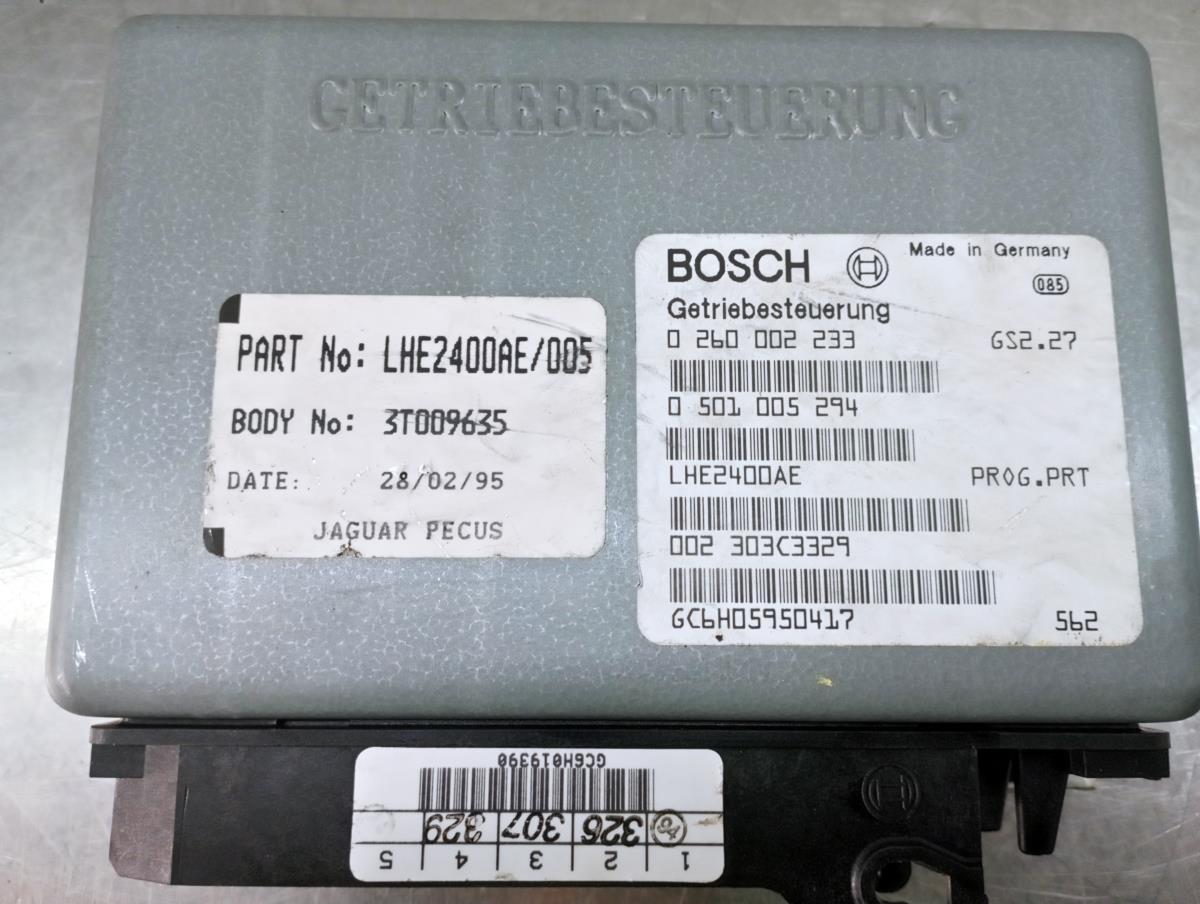 GETRIEBESTEUERUNG
PART No: LHE2400AE/005
BODY No: 3T009635
DATE: 28/02/95
JAGUAR PECUS
BOSCH Made in Germany
085
Getriebesteuerung
0 260 002 233 GS2.27
0 501 005 294
LHE2400AE PROG.PRT
002 303C3329
GC6H05950417 562
GC6H019390
326 307 329
1 2 3 4 5